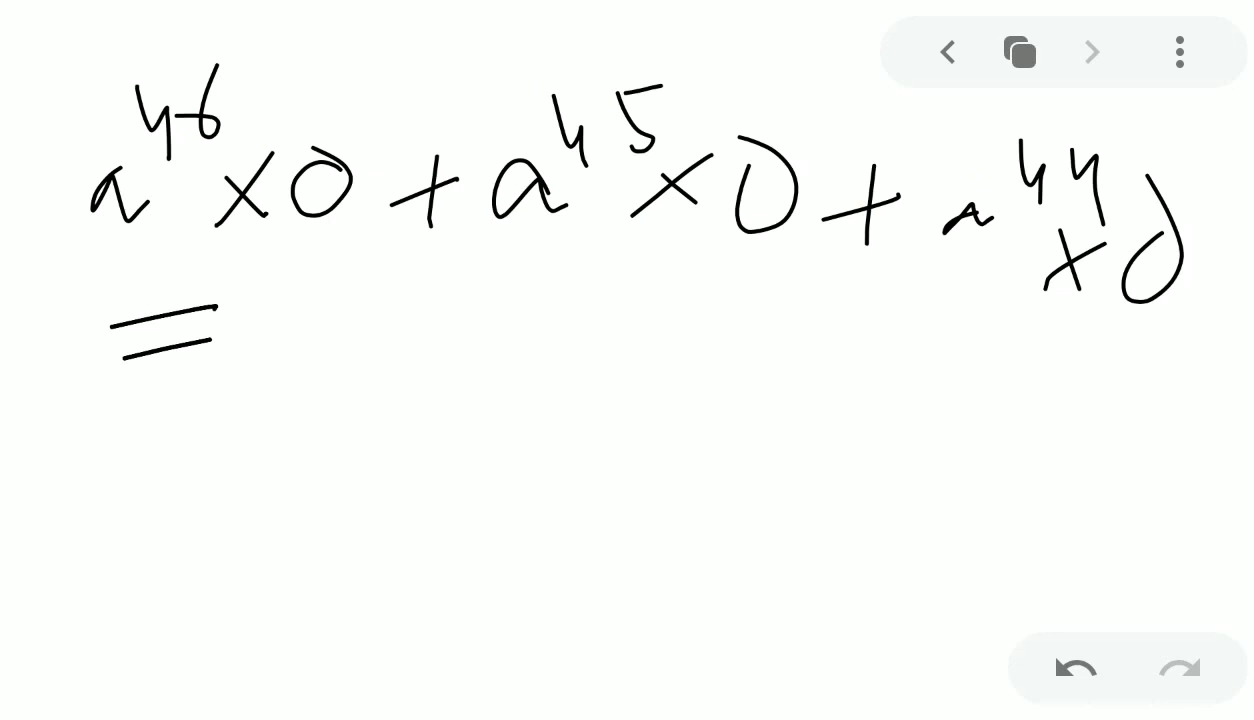 a^46 × 0 + a^45 × 0 + a^44 × 0
=